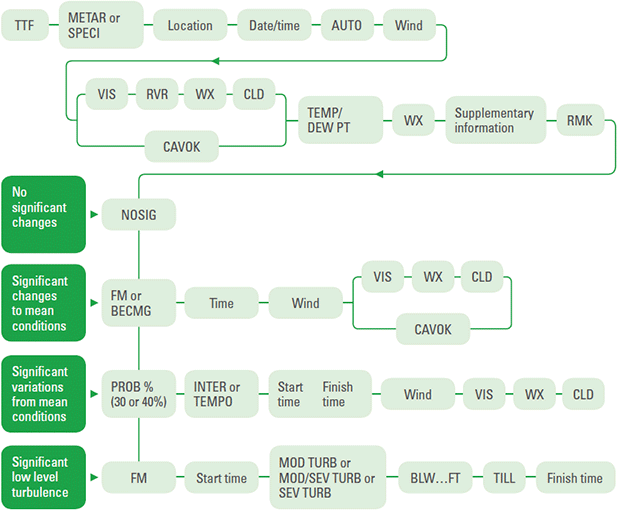 TTF
METAR or
SPECI
Location
Date/time
AUTO
Wind
VIS
RVR
WX
CLD
CAVOK
TEMP/
DEW PT
WX
Supplementary
information
RMK
No
significant
changes
NOSIG
Significant
changes
to mean
conditions
FM or
BECMG
Time
Wind
VIS
WX
CLD
CAVOK
Significant
variations
from mean
conditions
PROB %
(30 or 40%)
INTER or
TEMPO
Start Finish
time time
Wind
VIS
WX
CLD
Significant
low level
turbulence
FM
Start time
MOD TURB or
MOD/SEV TURB or
SEV TURB
BLW...FT
TILL
Finish time